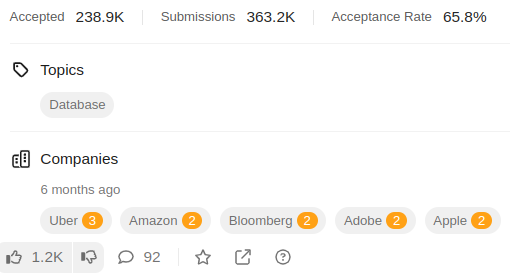 Accepted 238.9K Submissions 363.2K Acceptance Rate 65.8%
Topics
Database
Companies
6 months ago
Uber 3 Amazon 2 Bloomberg 2 Adobe 2 Apple 2
1.2K 92